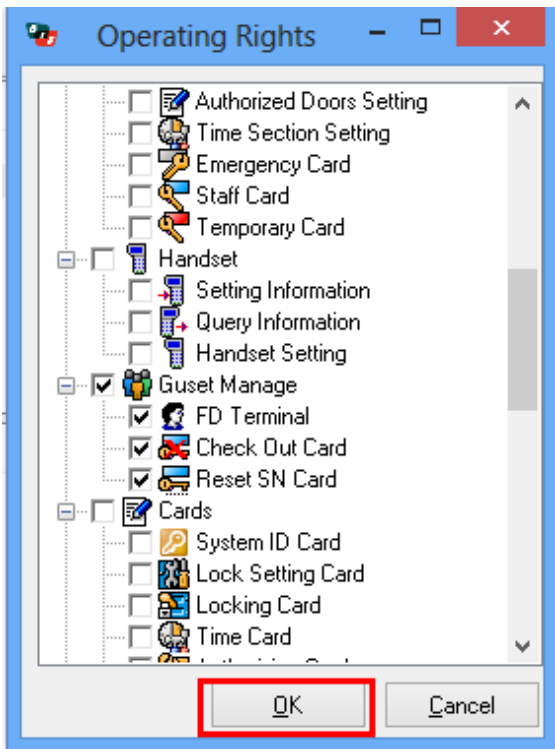 Operating Rights
Authorized Doors Setting
Time Section Setting
Emergency Card
Staff Card
Temporary Card
Handset
Setting Information
Query Information
Handset Setting
Guset Manage
FD Terminal
Check Out Card
Reset SN Card
Cards
System ID Card
Lock Setting Card
Locking Card
Time Card
OK Cancel